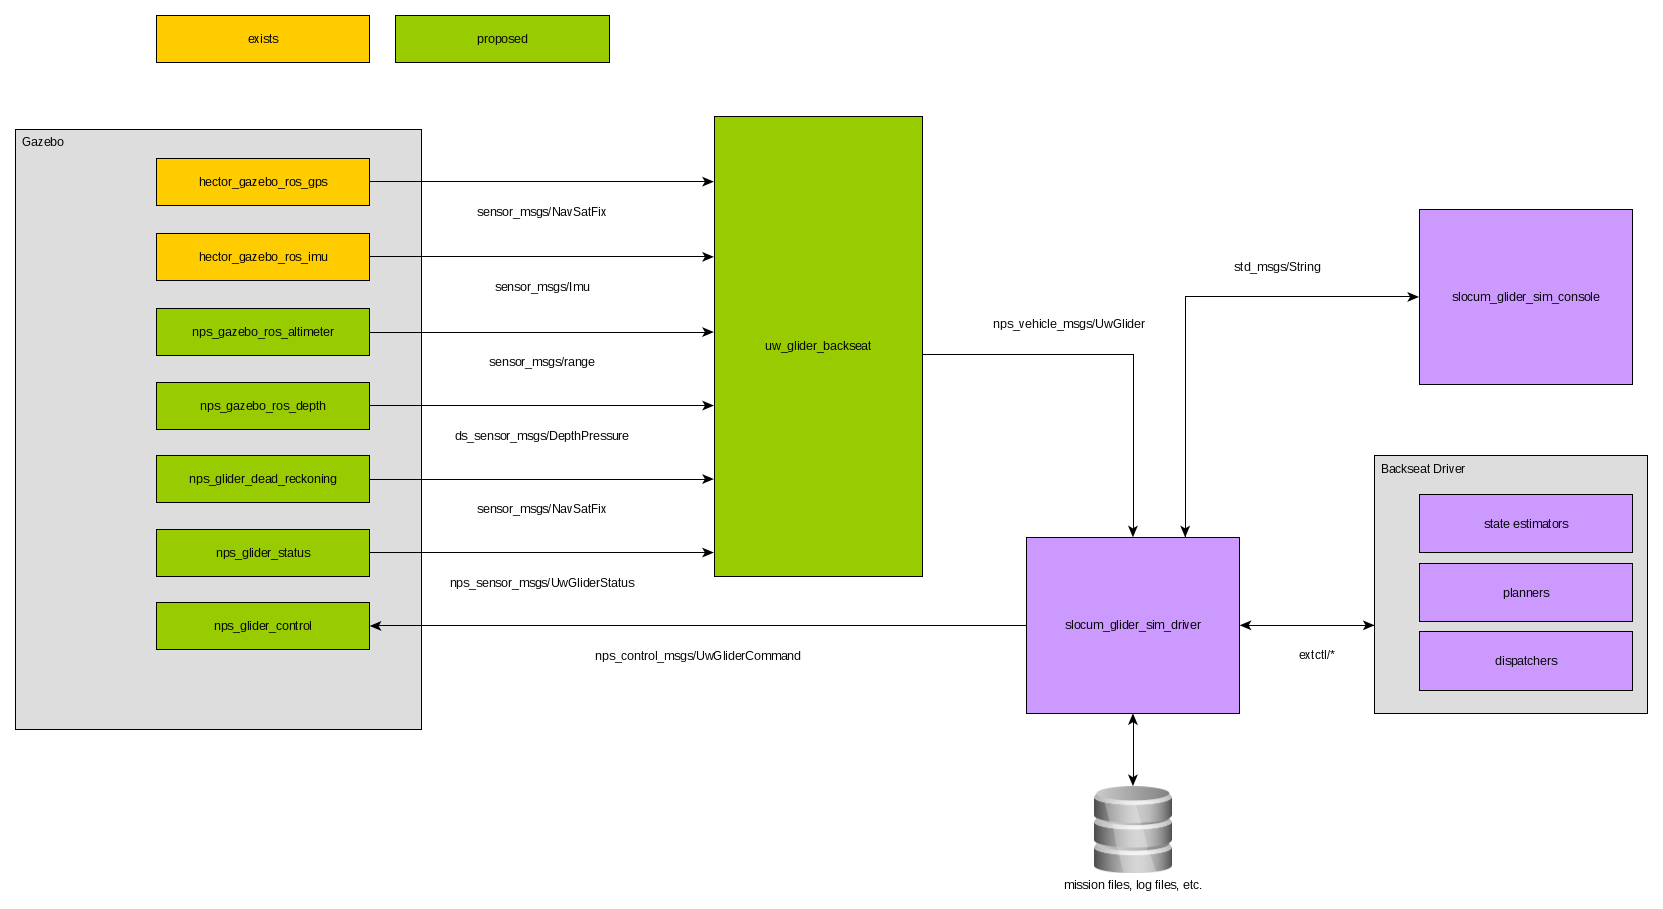 exists
proposed
Gazebo
hector_gazebo_ros_gps
sensor_msgs/NavSatFix
hector_gazebo_ros_imu
sensor_msgs/Imu
nps_gazebo_ros_altimeter
sensor_msgs/range
nps_gazebo_ros_depth
ds_sensor_msgs/DepthPressure
nps_glider_dead_reckoning
sensor_msgs/NavSatFix
nps_glider_status
nps_sensor_msgs/UwGliderStatus
nps_glider_control
nps_control_msgs/UwGliderCommand
uw_glider_backseat
nps_vehicle_msgs/UwGlider
std_msgs/String
slocum_glider_sim_console
slocum_glider_sim_driver
extctl/*
Backseat Driver
state estimators
planners
dispatchers
mission files, log files, etc.